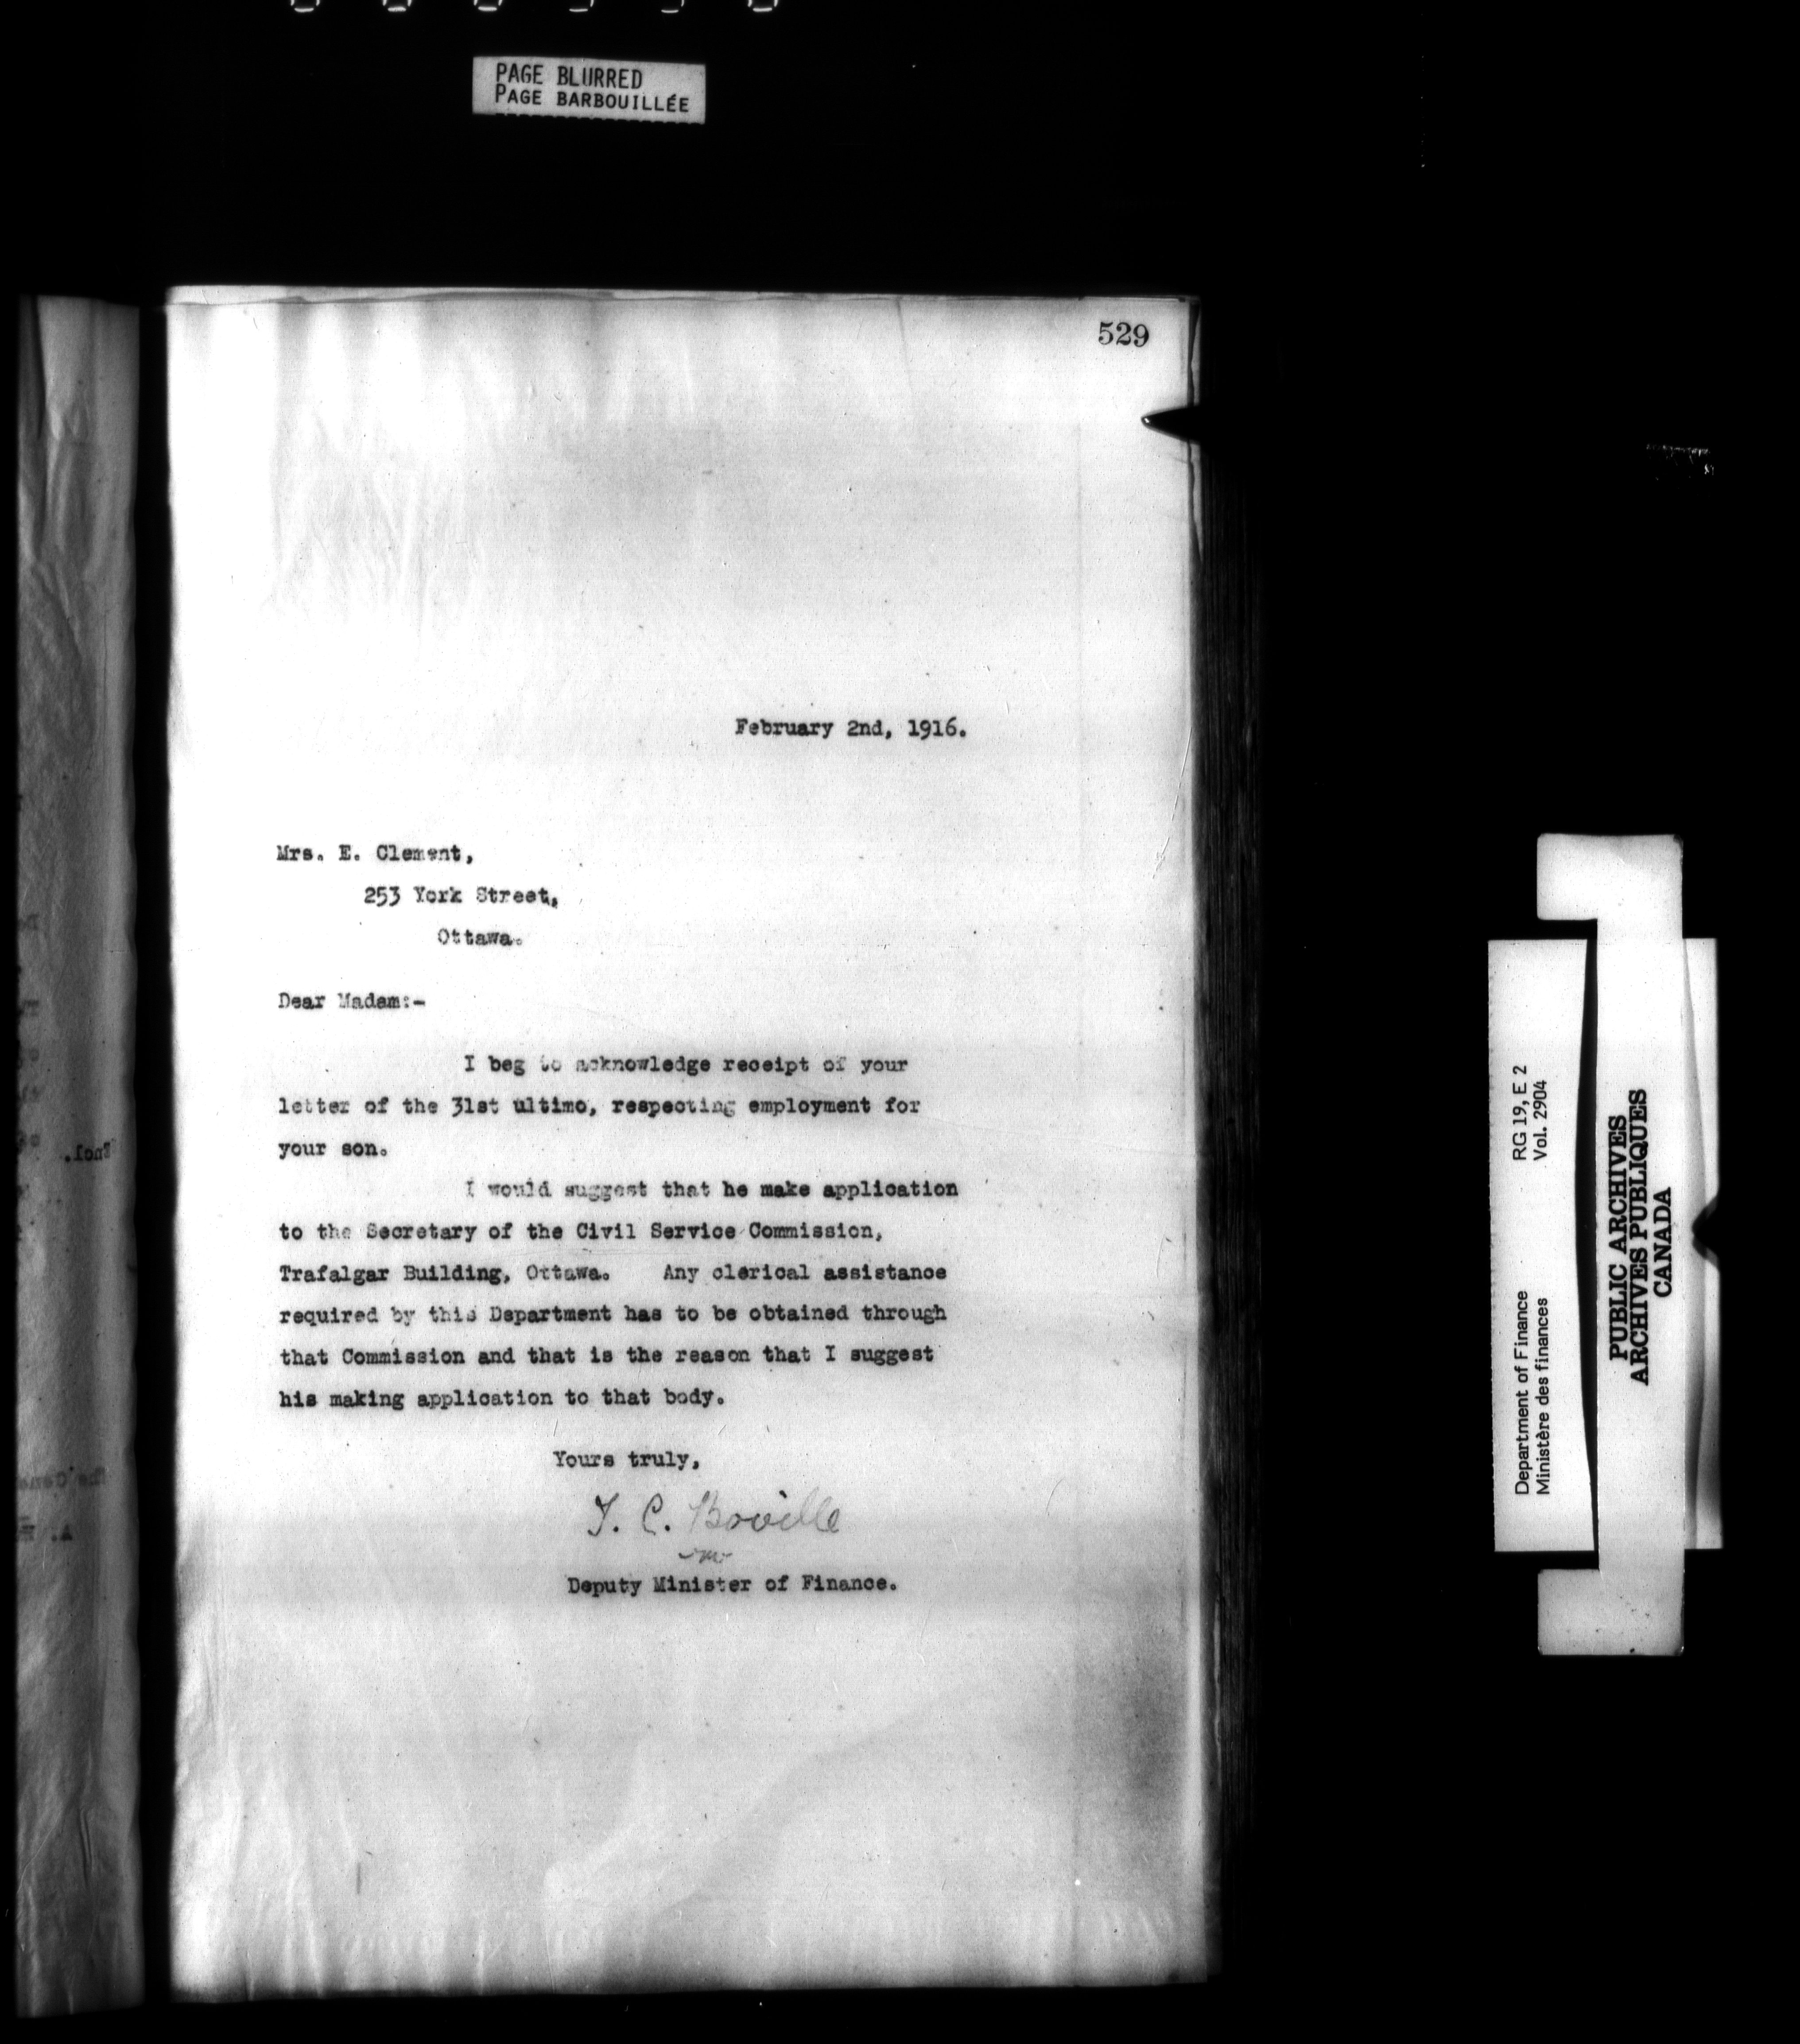 PAGE BLURRED
PAGE BARBOUILLÉE
529
February 2nd, 1916.
Mrs. E. Clement,
253 York Street,
Ottawa.
Dear Madam:-
I beg to acknowledge receipt of your
letter of the 31st ultimo, respecting employment for
your son.
I would suggest that he make application
to the Secretary of the Civil Service Commission,
Trafalgar Building, Ottawa. Any clerical assistance
required by this Department has to be obtained through
that Commission and that is the reason that I suggest
his making application to that body.
Yours truly,
T. C. Boville
Deputy Minister of Finance.
Encl.
Department of Finance RG 19, E 2
Ministère des finances Vol. 2904
PUBLIC ARCHIVES
ARCHIVES PUBLIQUES
CANADA